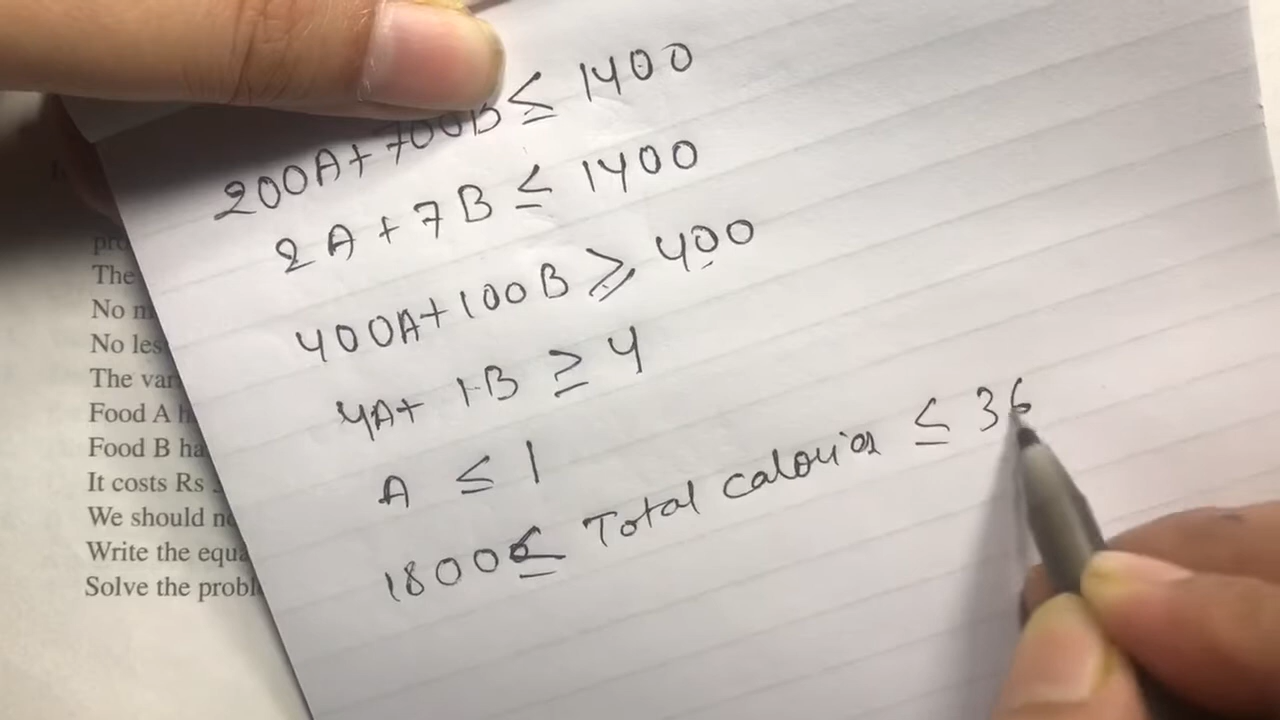 200A+700B ≤ 1400
2A + 7B ≤ 1400
400A+100B ≥ 400
4A+ 1B ≥ 4
A ≤ 1
1800 ≤ Total calories ≤ 36
The
No
No les
The var
Food A h
Food B ha
It costs Rs
We should no
Write the equa
Solve the probl